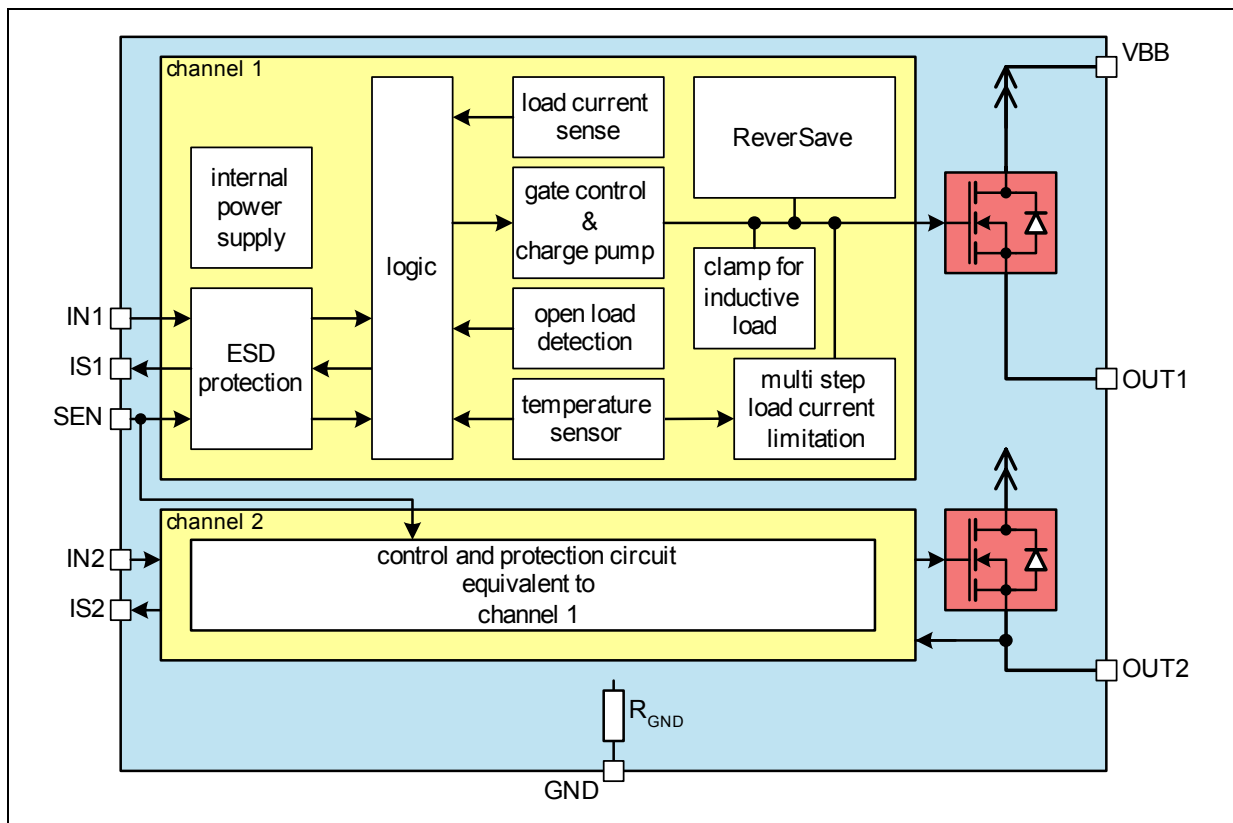 channel 1
VBB
load current
sense
ReverSave
internal
power
supply
gate control
&
charge pump
logic
clamp for
inductive
load
IN1
open load
detection
ESD
protection
IS1
OUT1
multi step
load current
limitation
SEN
temperature
sensor
channel 2
IN2
control and protection circuit
equivalent to
channel 1
IS2
OUT2
RGND
GND